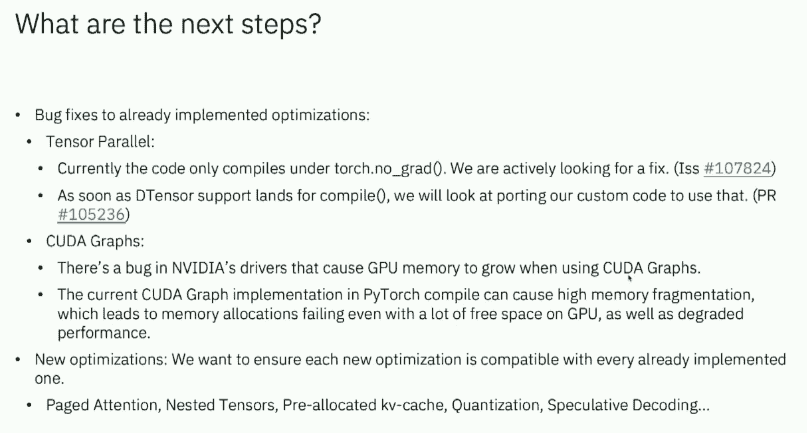 What are the next steps?
• Bug fixes to already implemented optimizations:
• Tensor Parallel:
• Currently the code only compiles under torch.no_grad(). We are actively looking for a fix. (Iss #107824)
• As soon as DTensor support lands for compile(), we will look at porting our custom code to use that. (PR
#105236)
• CUDA Graphs:
• There's a bug in NVIDIA's drivers that cause GPU memory to grow when using CUDA Graphs.
• The current CUDA Graph implementation in PyTorch compile can cause high memory fragmentation,
which leads to memory allocations failing even with a lot of free space on GPU, as well as degraded
performance.
• New optimizations: We want to ensure each new optimization is compatible with every already implemented
one.
• Paged Attention, Nested Tensors, Pre-allocated kv-cache, Quantization, Speculative Decoding...